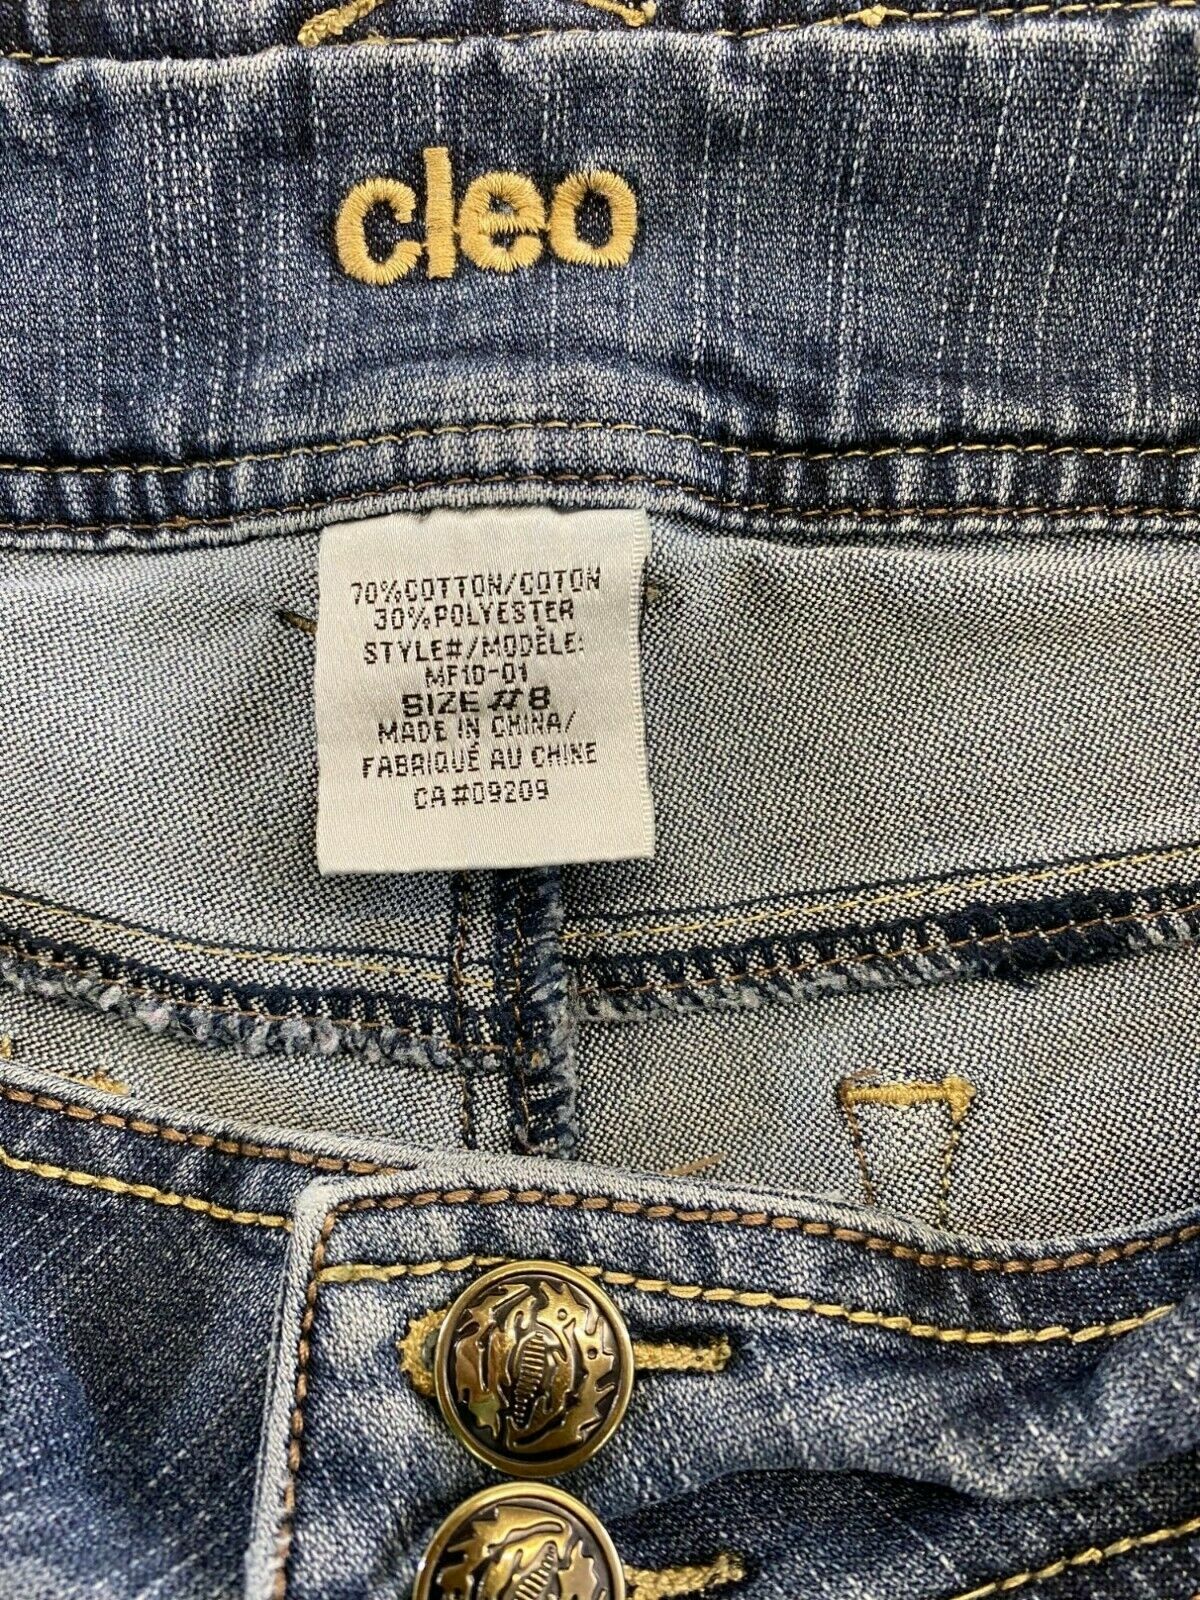 cleo
70%COTTON/COTON
30%POLYESTER
STYLE#/MODÈLE:
MF10-01
SIZE #8
MADE IN CHINA/
FABRIQUÉ AU CHINE
CA#09209